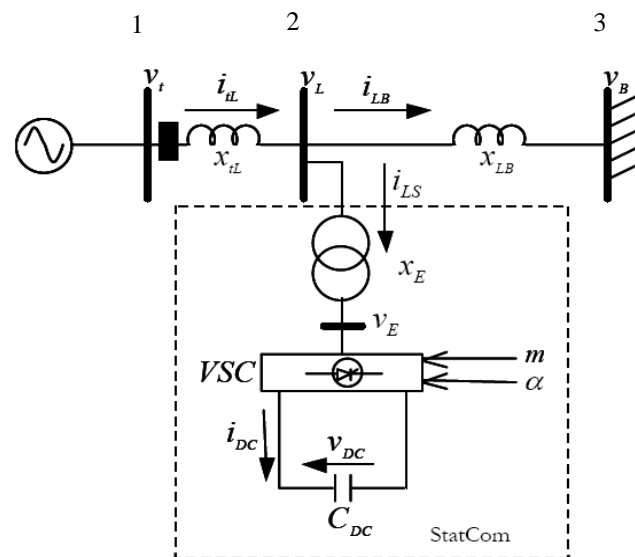 1 2 3
v_t i_tL v_L i_LB v_B
x_tL x_LB
i_LS
x_E
v_E
VSC m
α
i_DC v_DC
C_DC
StatCom